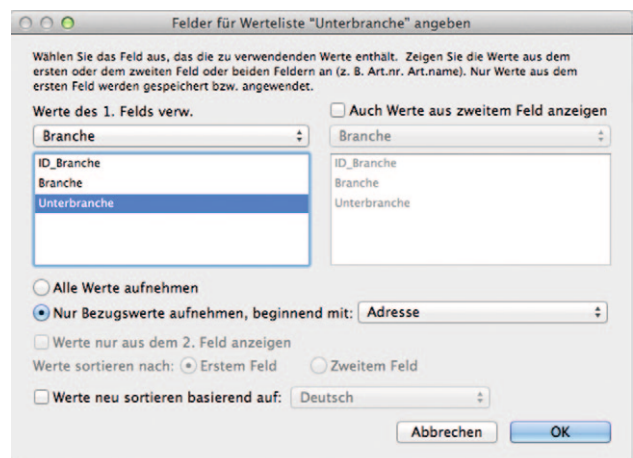 Felder für Werteliste “Unterbranche” angeben
Wählen Sie das Feld aus, das die zu verwendenden Werte enthält. Zeigen Sie die Werte aus dem
ersten oder dem zweiten Feld oder beiden Feldern an (z. B. Art.nr. Art.name). Nur Werte aus dem
ersten Feld werden gespeichert bzw. angewendet.
Werte des 1. Felds verw.
Auch Werte aus zweitem Feld anzeigen
Branche
Branche
ID_Branche
ID_Branche
Branche
Branche
Unterbranche
Unterbranche
Alle Werte aufnehmen
Nur Bezugswerte aufnehmen, beginnend mit: Adresse
Werte nur aus dem 2. Feld anzeigen
Werte sortieren nach: Erstem Feld Zweitem Feld
Werte neu sortieren basierend auf: Deutsch
Abbrechen OK